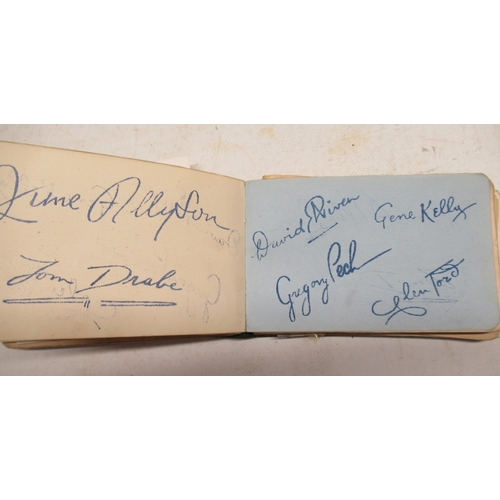 June Allyson
Tom Drake
David Niven
Gene Kelly
Gregory Peck
Glen Ford